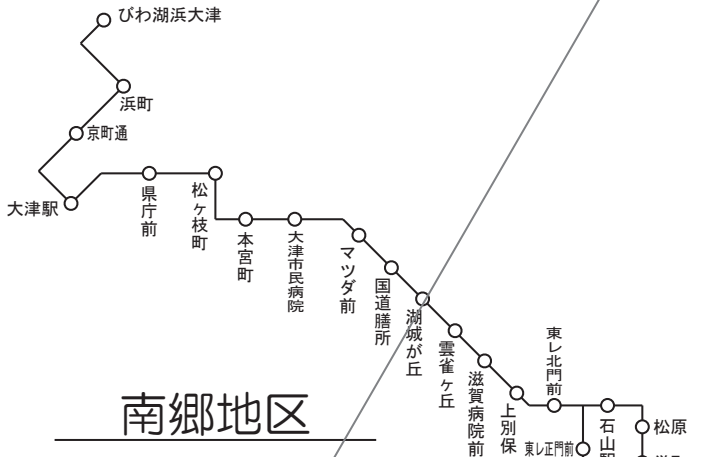 びわ湖浜大津
浜町
京町通
大津駅
県庁前
松ヶ枝町
本宮町
大津市民病院
マツダ前
国道膳所
湖城が丘
雲雀ヶ丘
滋賀病院前
上別保
東レ北門前
東レ正門前
石山駅
松原
南郷地区